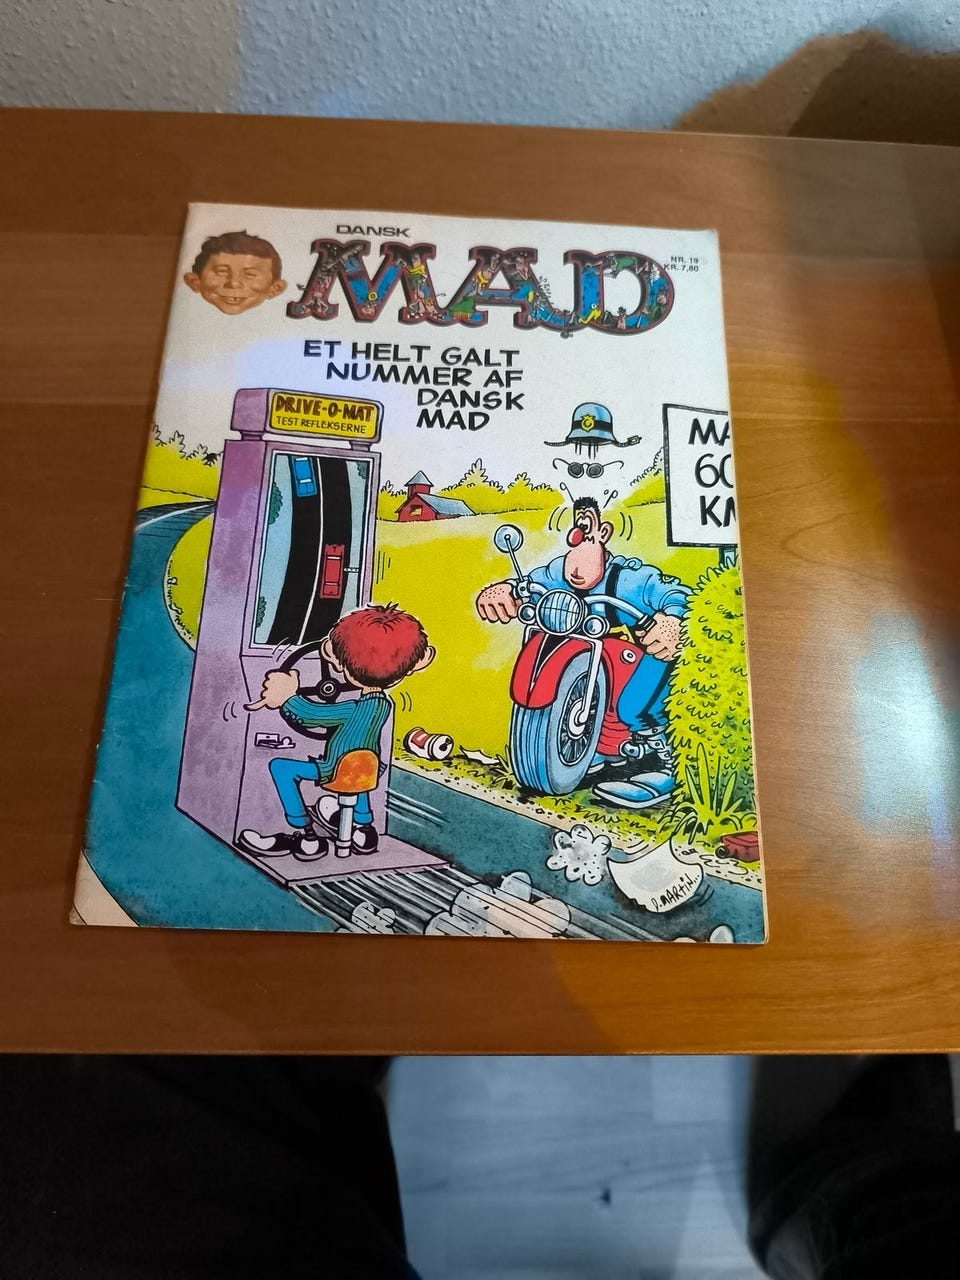 DANSK
MAD
NR. 19
KR. 7,80
ET HELT GALT
NUMMER AF
DANSK
MAD
DRIVE-O-MAT
TEST REFLEKSERNE
MA
60
KM
D. MARTIN..